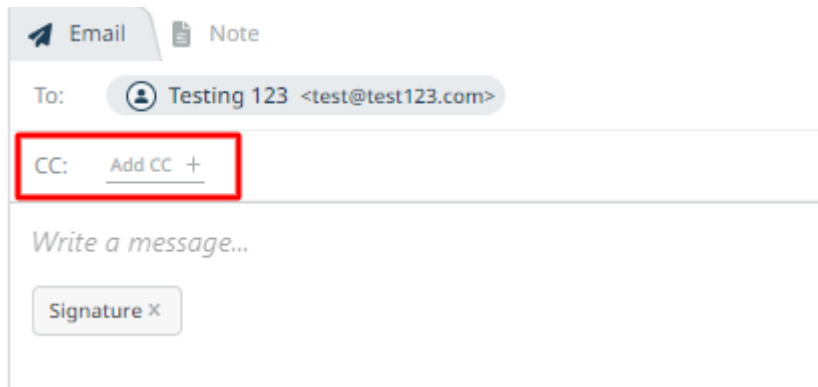 Email Note
To: Testing 123 <test@test123.com>
CC: Add CC +
Write a message...
Signature x